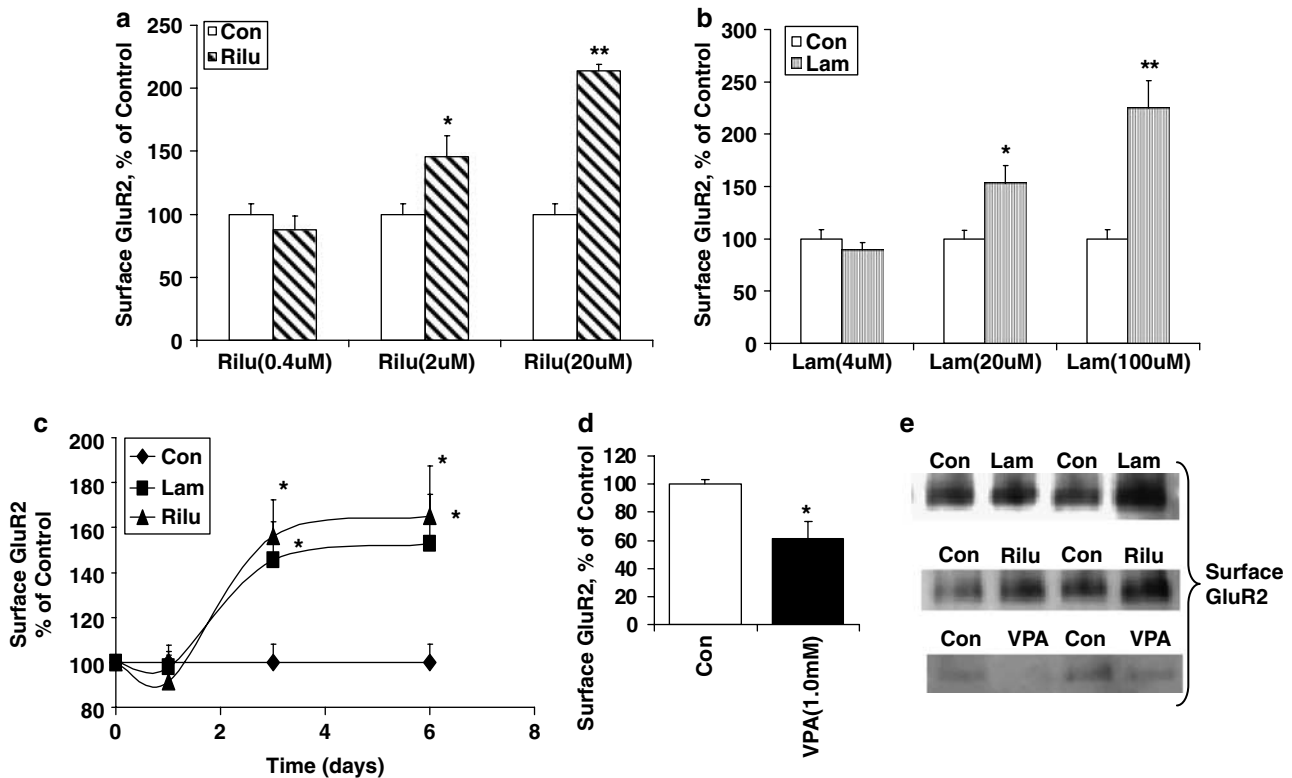 a
Surface GluR2, % of Control
250
200
150
100
50
0
Con
Rilu
*
**
Rilu(0.4uM)
Rilu(2uM)
Rilu(20uM)
b
Surface GluR2, % of Control
300
250
200
150
100
50
0
Con
Lam
*
**
Lam(4uM)
Lam(20uM)
Lam(100uM)
c
Surface GluR2
% of Control
200
180
160
140
120
100
80
Con
Lam
Rilu
*
*
*
*
0 2 4 6 8
Time (days)
d
Surface GluR2, % of Control
120
100
80
60
40
20
0
*
Con
VPA(1.0mM)
e
Con Lam Con Lam
Con Rilu Con Rilu
Con VPA Con VPA
Surface
GluR2